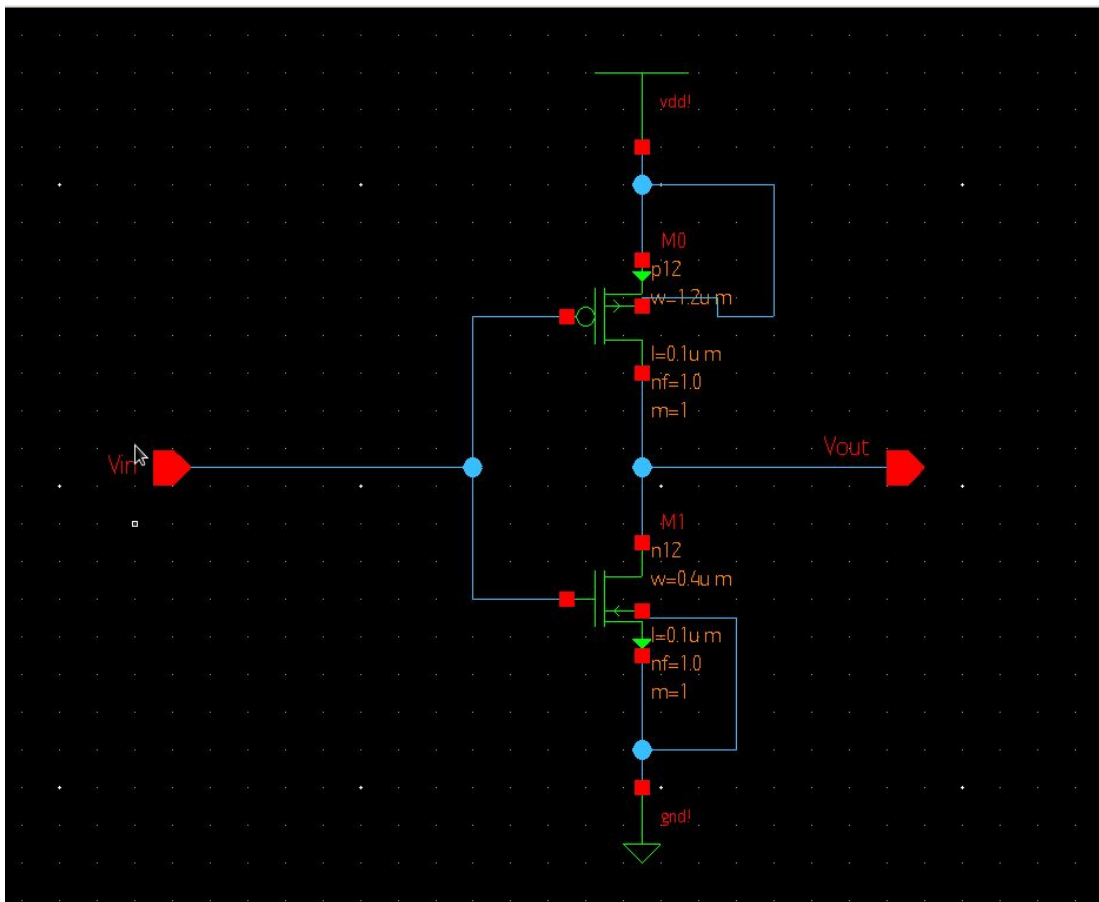 vdd!
M0
p12
w=1.2u m
l=0.1u m
nf=1.0
m=1
Vin
Vout
M1
n12
w=0.4u m
l=0.1u m
nf=1.0
m=1
gnd!